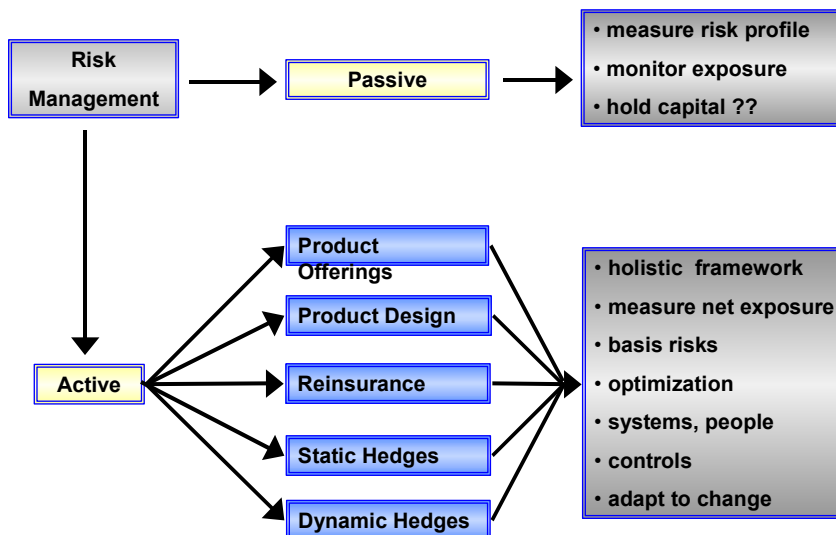 Risk
Management
Passive
• measure risk profile
• monitor exposure
• hold capital ??
Active
Product
Offerings
Product Design
Reinsurance
Static Hedges
Dynamic Hedges
• holistic framework
• measure net exposure
• basis risks
• optimization
• systems, people
• controls
• adapt to change